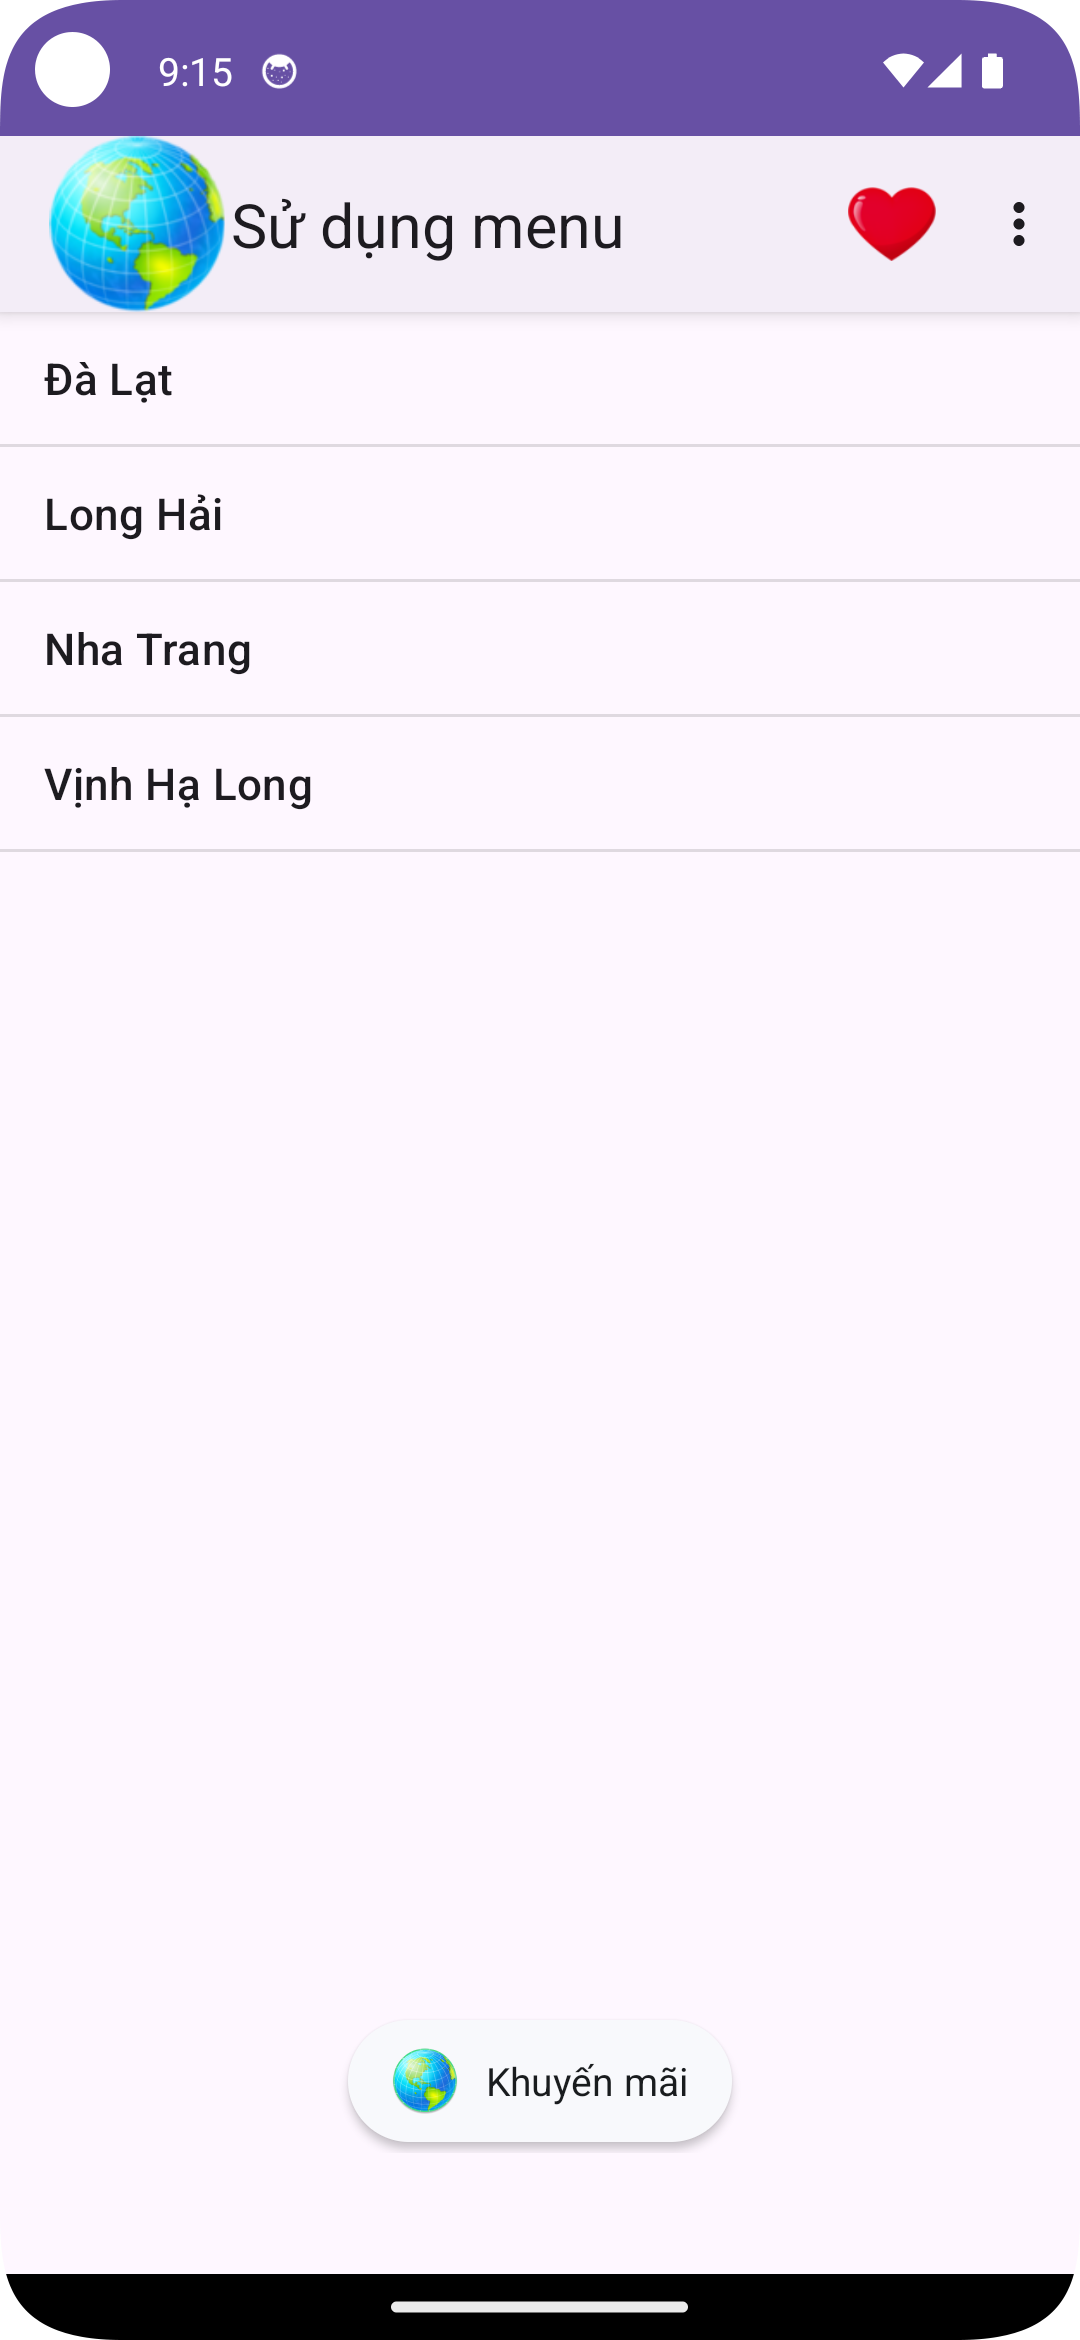 9:15
Sử dụng menu
Đà Lạt
Long Hải
Nha Trang
Vịnh Hạ Long
Khuyến mãi